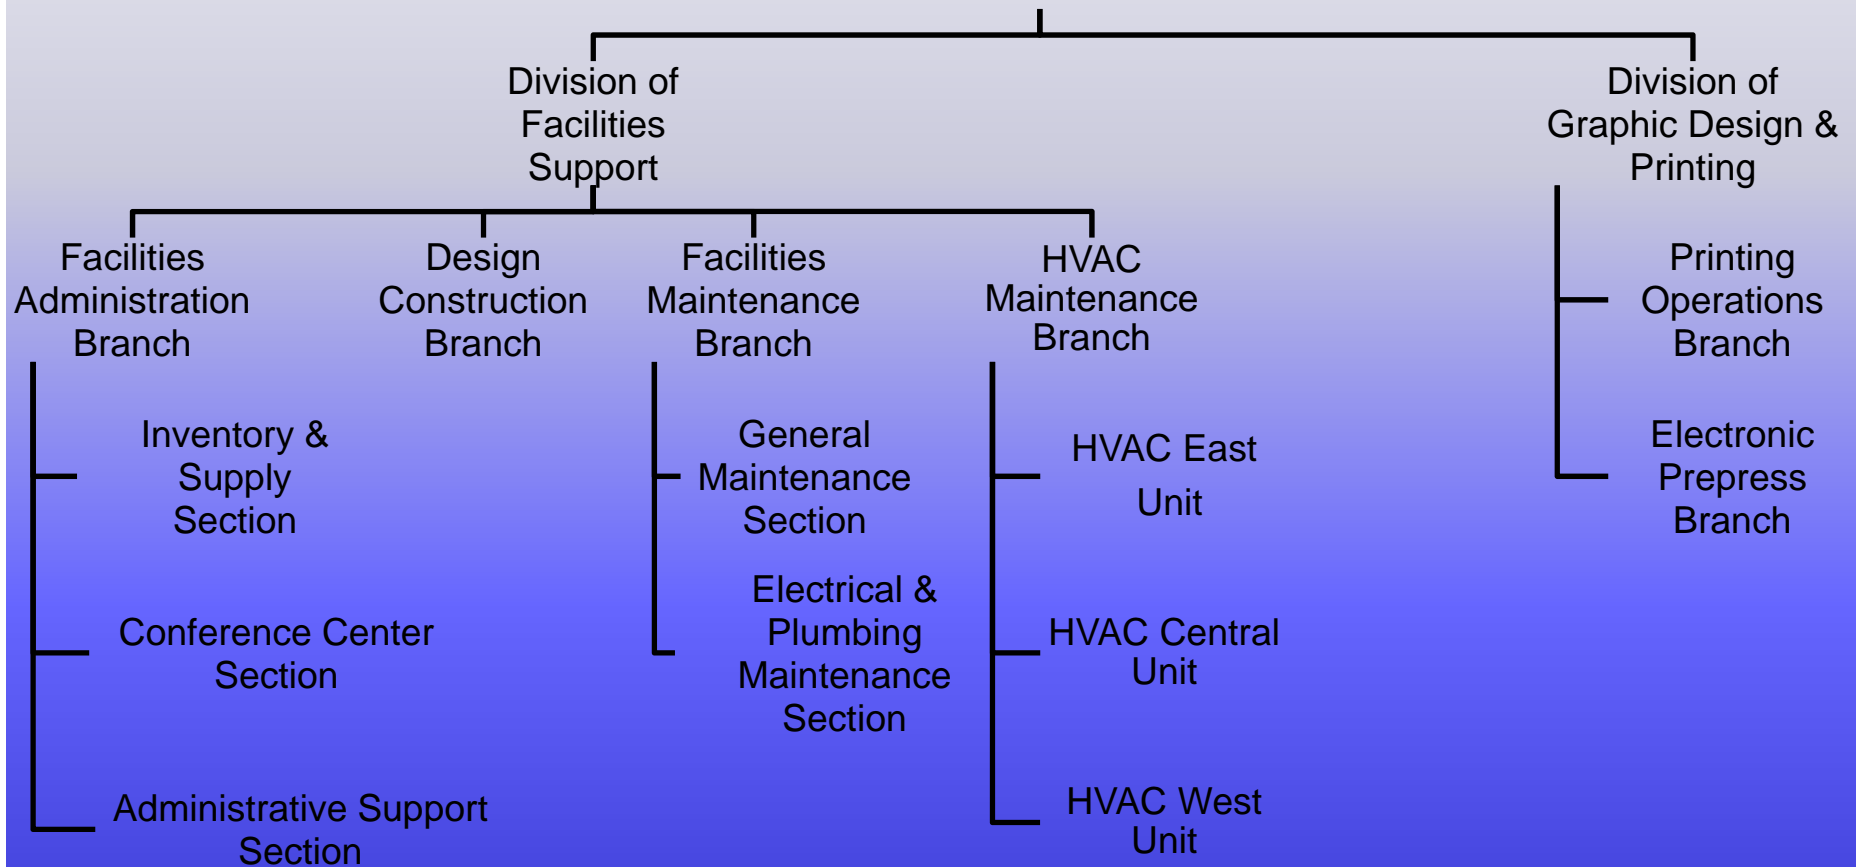 Division of
Facilities
Support
Division of
Graphic Design &
Printing
Facilities
Administration
Branch
Design
Construction
Branch
Facilities
Maintenance
Branch
HVAC
Maintenance
Branch
Printing
Operations
Branch
Inventory &
Supply
Section
General
Maintenance
Section
HVAC East
Unit
Electronic
Prepress
Branch
Conference Center
Section
Electrical &
Plumbing
Maintenance
Section
HVAC Central
Unit
Administrative Support
Section
HVAC West
Unit